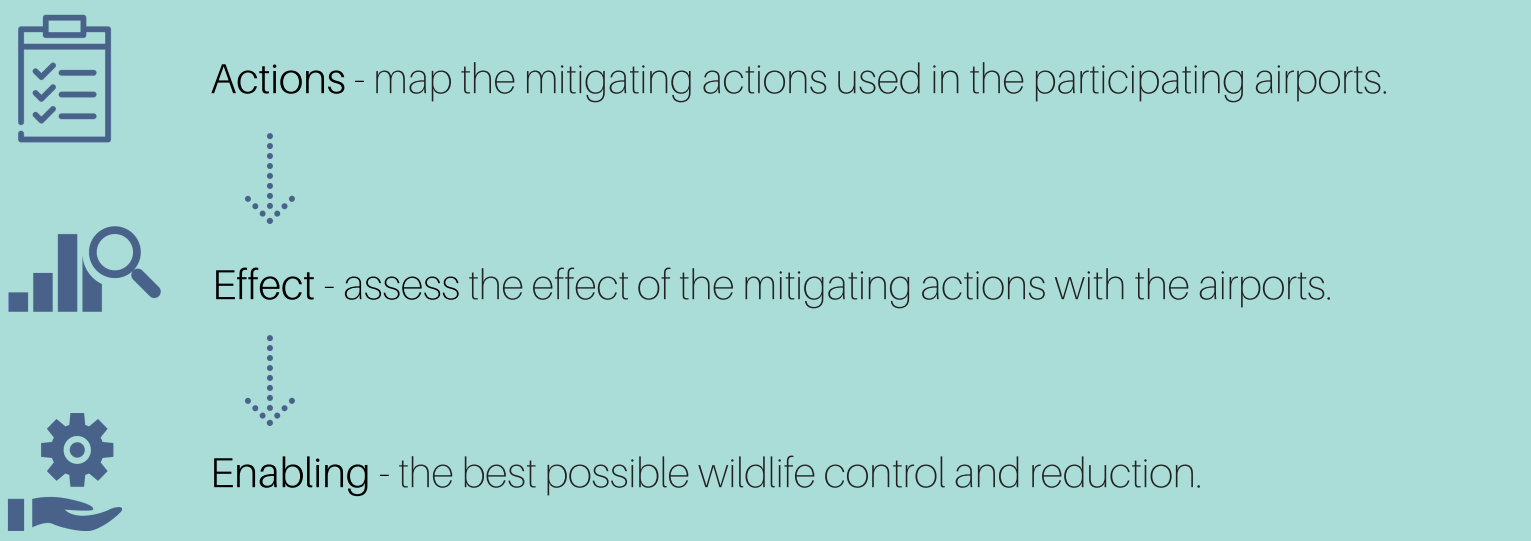 Actions - map the mitigating actions used in the participating airports.
Effect - assess the effect of the mitigating actions with the airports.
Enabling - the best possible wildlife control and reduction.